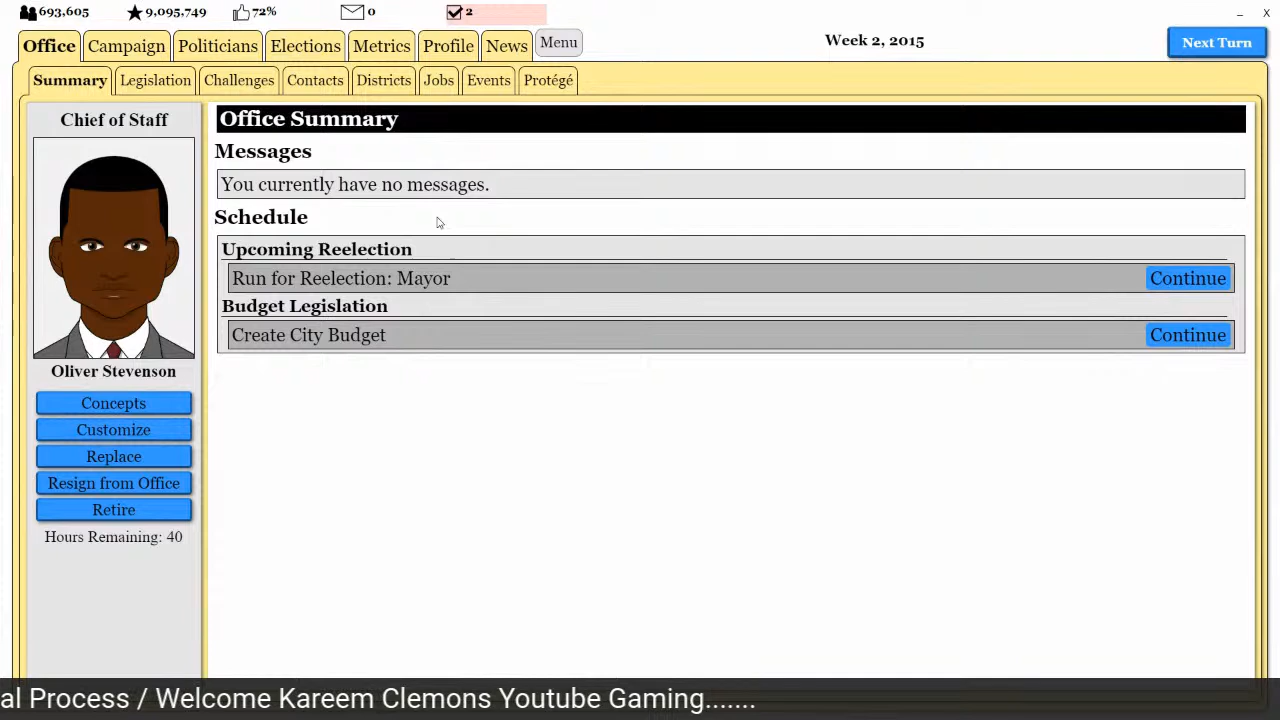 693,605 9,095,749 72% 0 2 _ X
Office Campaign Politicians Elections Metrics Profile News Menu Week 2, 2015 Next Turn
Summary Legislation Challenges Contacts Districts Jobs Events Protégé
Chief of Staff
Oliver Stevenson
Concepts
Customize
Replace
Resign from Office
Retire
Hours Remaining: 40
Office Summary
Messages
You currently have no messages.
Schedule
Upcoming Reelection
Run for Reelection: Mayor Continue
Budget Legislation
Create City Budget Continue
al Process / Welcome Kareem Clemons Youtube Gaming.......